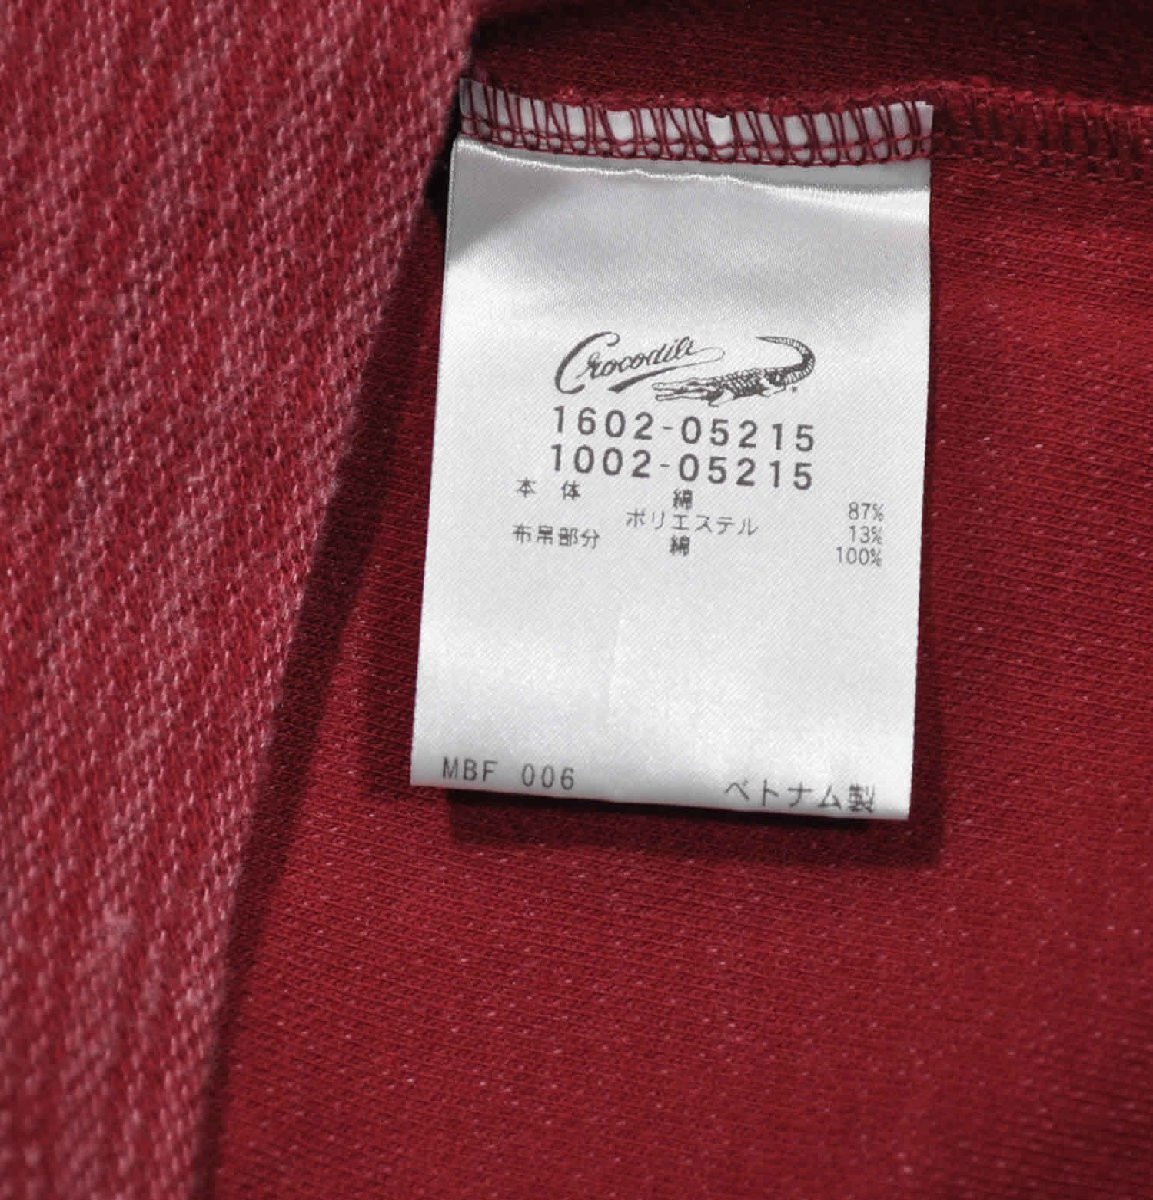 Crocodile
1602-05215
1002-05215
本体 綿 87%
ポリエステル 13%
布帛部分 綿 100%
MBF 006
ベトナム製